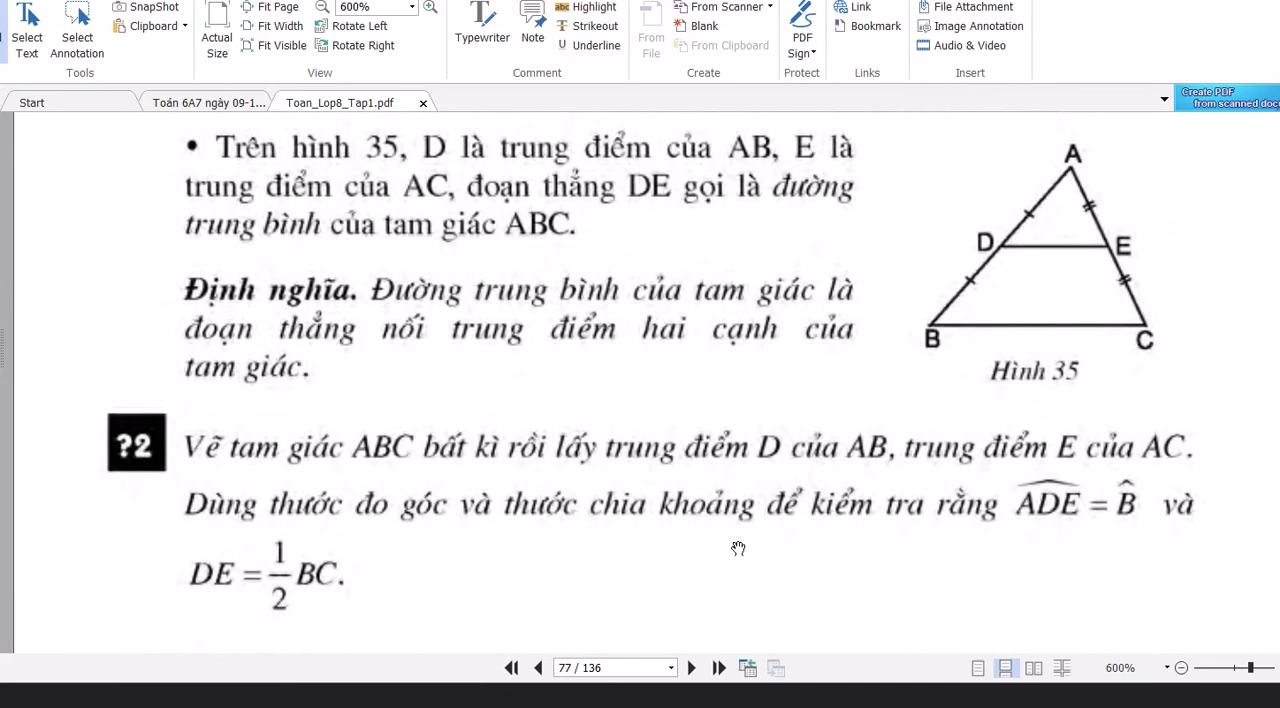 SnapShot
Fit Page
600%
Highlight
From Scanner
Link
File Attachment
Clipboard
Fit Width
Rotate Left
Strikeout
Blank
Bookmark
Image Annotation
Select Text
Select Annotation
Actual Size
Fit Visible
Rotate Right
Typewriter
Note
Underline
From File
From Clipboard
PDF Sign
Audio & Video
Tools
View
Comment
Create
Protect
Links
Insert
Start
Toán 6A7 ngày 09-1...
Toan_Lop8_Tap1.pdf
Create PDF
from scanned
• Trên hình 35, D là trung điểm của AB, E là
trung điểm của AC, đoạn thẳng DE gọi là đường
trung bình của tam giác ABC.
Định nghĩa. Đường trung bình của tam giác là
đoạn thẳng nối trung điểm hai cạnh của
tam giác.
A
D
E
B
C
Hình 35
?2
Vẽ tam giác ABC bất kì rồi lấy trung điểm D của AB, trung điểm E của AC.
Dùng thước đo góc và thước chia khoảng để kiểm tra rằng $\widehat{ADE} = \hat{B}$ và
$DE = \frac{1}{2}BC.$
77 / 136
600%